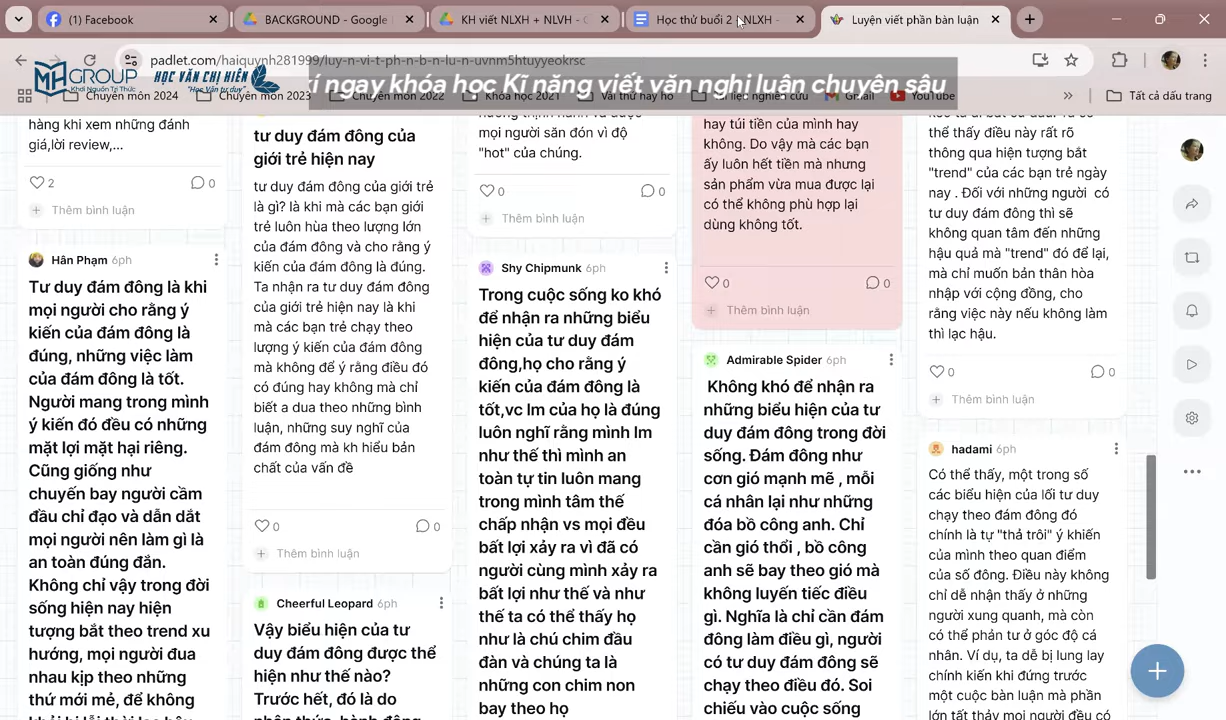 (1) Facebook
BACKGROUND - Google
KH viết NLXH + NLVH -
Học thử buổi 2 - NLXH -
Luyện viết phần bàn luận
padlet.com/haiquynh281999/luy-n-vi-t-ph-n-b-n-lu-n-uvnm5htuyyeokrsc
MH GROUP
Khơi Nguồn Tri Thức
HỌC VĂN CHỊ HIÊN
"Học Văn tự duy"
kí ngay khóa học Kĩ năng viết văn nghị luận chuyên sâu
Chuyên môn 2024
Chuyên môn 2023
Khóa học 2021
Gmail
YouTube
Tất cả dấu trang
hàng khi xem những đánh
giá,lời review,...
2
0
Thêm bình luận
Hân Phạm 6ph
Tư duy đám đông là khi
mọi người cho rằng ý
kiến của đám đông là
đúng, những việc làm
của đám đông là tốt.
Người mang trong mình
ý kiến đó đều có những
mặt lợi mặt hại riêng.
Cũng giống như
chuyến bay người cầm
đầu chỉ đạo và dẫn dắt
mọi người nên làm gì là
an toàn đúng đắn.
Không chỉ vậy trong đời
sống hiện nay hiện
tượng bắt theo trend xu
hướng, mọi người đua
nhau kịp theo những
thứ mới mẻ, để không
tư duy đám đông của
giới trẻ hiện nay
tư duy đám đông của giới trẻ
là gì? là khi mà các bạn giới
trẻ luôn hùa theo lượng lớn
của đám đông và cho rằng ý
kiến của đám đông là đúng.
Ta nhận ra tư duy đám đông
của giới trẻ hiện nay là khi
mà các bạn trẻ chạy theo
lượng ý kiến của đám đông
mà không để ý rằng điều đó
có đúng hay không mà chỉ
biết a dua theo những bình
luận, những suy nghĩ của
đám đông mà kh hiểu bản
chất của vấn đề
0
0
Thêm bình luận
Cheerful Leopard 6ph
Vậy biểu hiện của tư
duy đám đông được thể
hiện như thế nào?
Trước hết, đó là do
nhận thức, hành động
mọi người săn đón vì độ
"hot" của chúng.
0
0
Thêm bình luận
Shy Chipmunk 6ph
Trong cuộc sống ko khó
để nhận ra những biểu
hiện của tư duy đám
đông,họ cho rằng ý
kiến của đám đông là
tốt,vc lm của họ là đúng
luôn nghĩ rằng mình lm
như thế thì mình an
toàn tự tin luôn mang
trong mình tâm thế
chấp nhận vs mọi đều
bất lợi xảy ra vì đã có
người cùng mình xảy ra
bất lợi như thế và như
thế ta có thể thấy họ
như là chú chim đầu
đàn và chúng ta là
những con chim non
bay theo họ
hay túi tiền của mình hay
không. Do vậy mà các bạn
ấy luôn hết tiền mà nhưng
sản phẩm vừa mua được lại
có thể không phù hợp lại
dùng không tốt.
0
0
Thêm bình luận
Admirable Spider 6ph
Không khó để nhận ra
những biểu hiện của tư
duy đám đông trong đời
sống. Đám đông như
cơn gió mạnh mẽ , mỗi
cá nhân lại như những
đóa bồ công anh. Chỉ
cần gió thổi , bồ công
anh sẽ bay theo gió mà
không luyến tiếc điều
gì. Nghĩa là chỉ cần đám
đông làm điều gì, người
có tư duy đám đông sẽ
chạy theo điều đó. Soi
chiếu vào cuộc sống
thể thấy điều này rất rõ
thông qua hiện tượng bắt
"trend" của các bạn trẻ ngày
nay . Đối với những người có
tư duy đám đông thì sẽ
không quan tâm đến những
hậu quả mà "trend" đó để lại,
mà chỉ muốn bản thân hòa
nhập với cộng đồng, cho
rằng việc này nếu không làm
thì lạc hậu.
0
0
Thêm bình luận
hadami 6ph
Có thể thấy, một trong số
các biểu hiện của lối tư duy
chạy theo đám đông đó
chính là tự "thả trôi" ý khiến
của mình theo quan điểm
của số đông. Điều này không
chỉ dễ nhận thấy ở những
người xung quanh, mà còn
có thể phản tư ở góc độ cá
nhân. Ví dụ, ta dễ bị lung lay
chính kiến khi đứng trước
một cuộc bàn luận mà phần
lớn tất thảy mọi người đều có